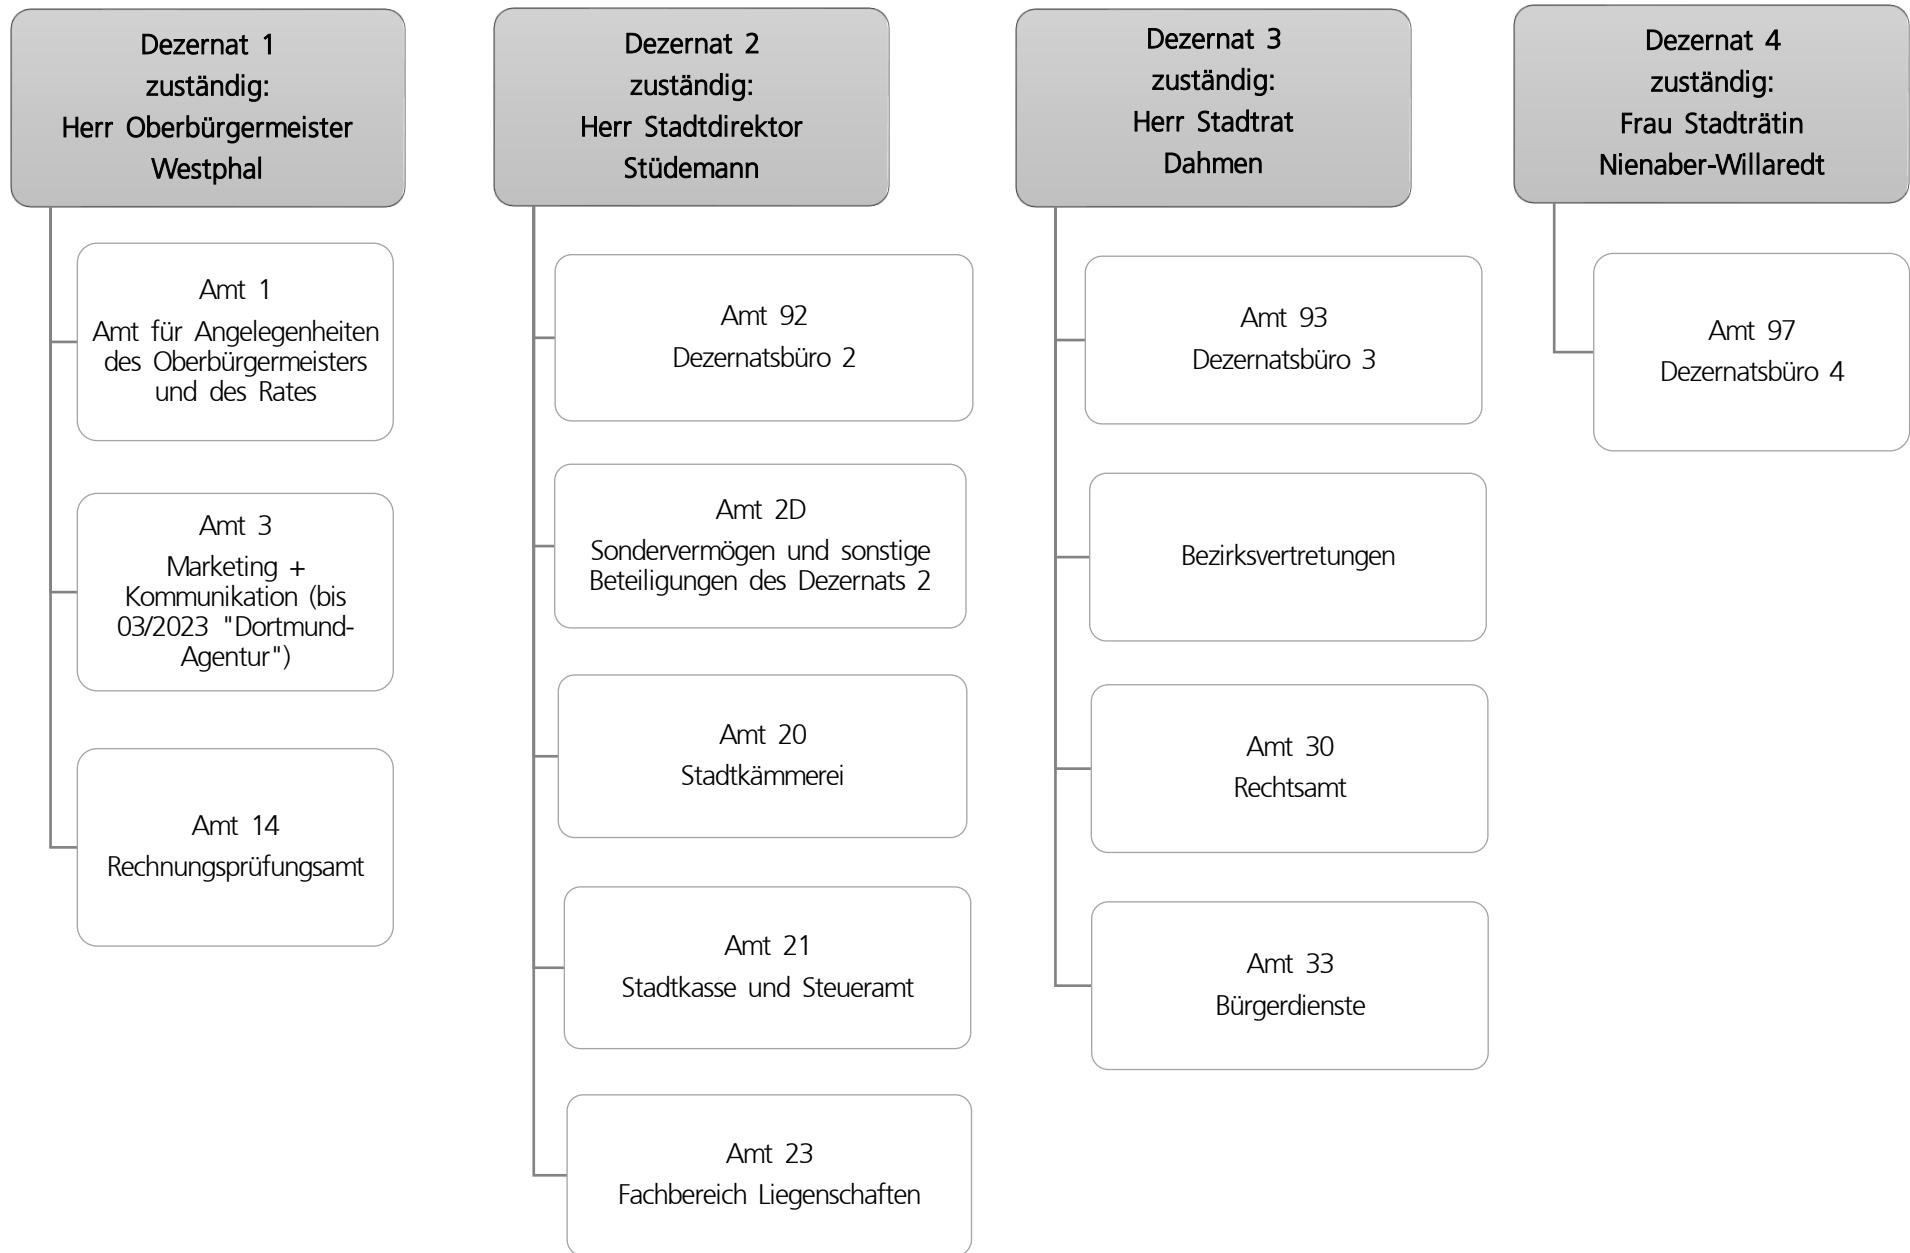 Dezernat 1
zuständig:
Herr Oberbürgermeister
Westphal
Amt 1
Amt für Angelegenheiten
des Oberbürgermeisters
und des Rates
Amt 3
Marketing +
Kommunikation (bis
03/2023 "Dortmund-
Agentur")
Amt 14
Rechnungsprüfungsamt
Dezernat 2
zuständig:
Herr Stadtdirektor
Stüdemann
Amt 92
Dezernatsbüro 2
Amt 2D
Sondervermögen und sonstige
Beteiligungen des Dezernats 2
Amt 20
Stadtkämmerei
Amt 21
Stadtkasse und Steueramt
Amt 23
Fachbereich Liegenschaften
Dezernat 3
zuständig:
Herr Stadtrat
Dahmen
Amt 93
Dezernatsbüro 3
Bezirksvertretungen
Amt 30
Rechtsamt
Amt 33
Bürgerdienste
Dezernat 4
zuständig:
Frau Stadträtin
Nienaber-Willaredt
Amt 97
Dezernatsbüro 4